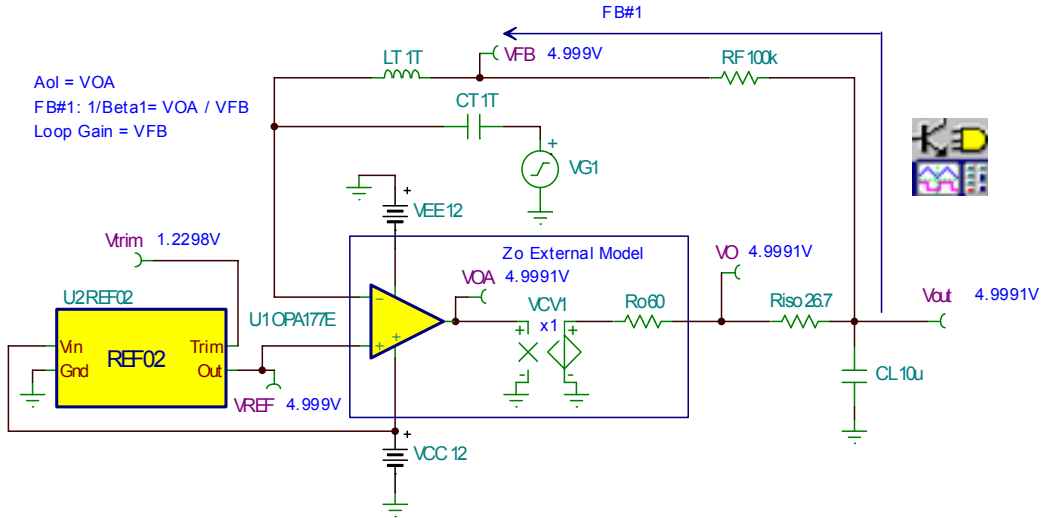 FB#1
LT 1T
VFB 4.999V
RF 100k
Aol = VOA
FB#1: 1/Beta1= VOA / VFB
Loop Gain = VFB
CT 1T
+
VG1
+
VEE 12
Vtrim 1.2298V
Zo External Model
VOA 4.9991V
VO 4.9991V
U2 REF02
U1 OPA177E
VCV1
x1
Ro 60
Riso 26.7
Vout 4.9991V
Vin
Gnd
REF02
Trim
Out
-
+
+
+
-
+
-
CL 10u
VREF 4.999V
+
VCC 12